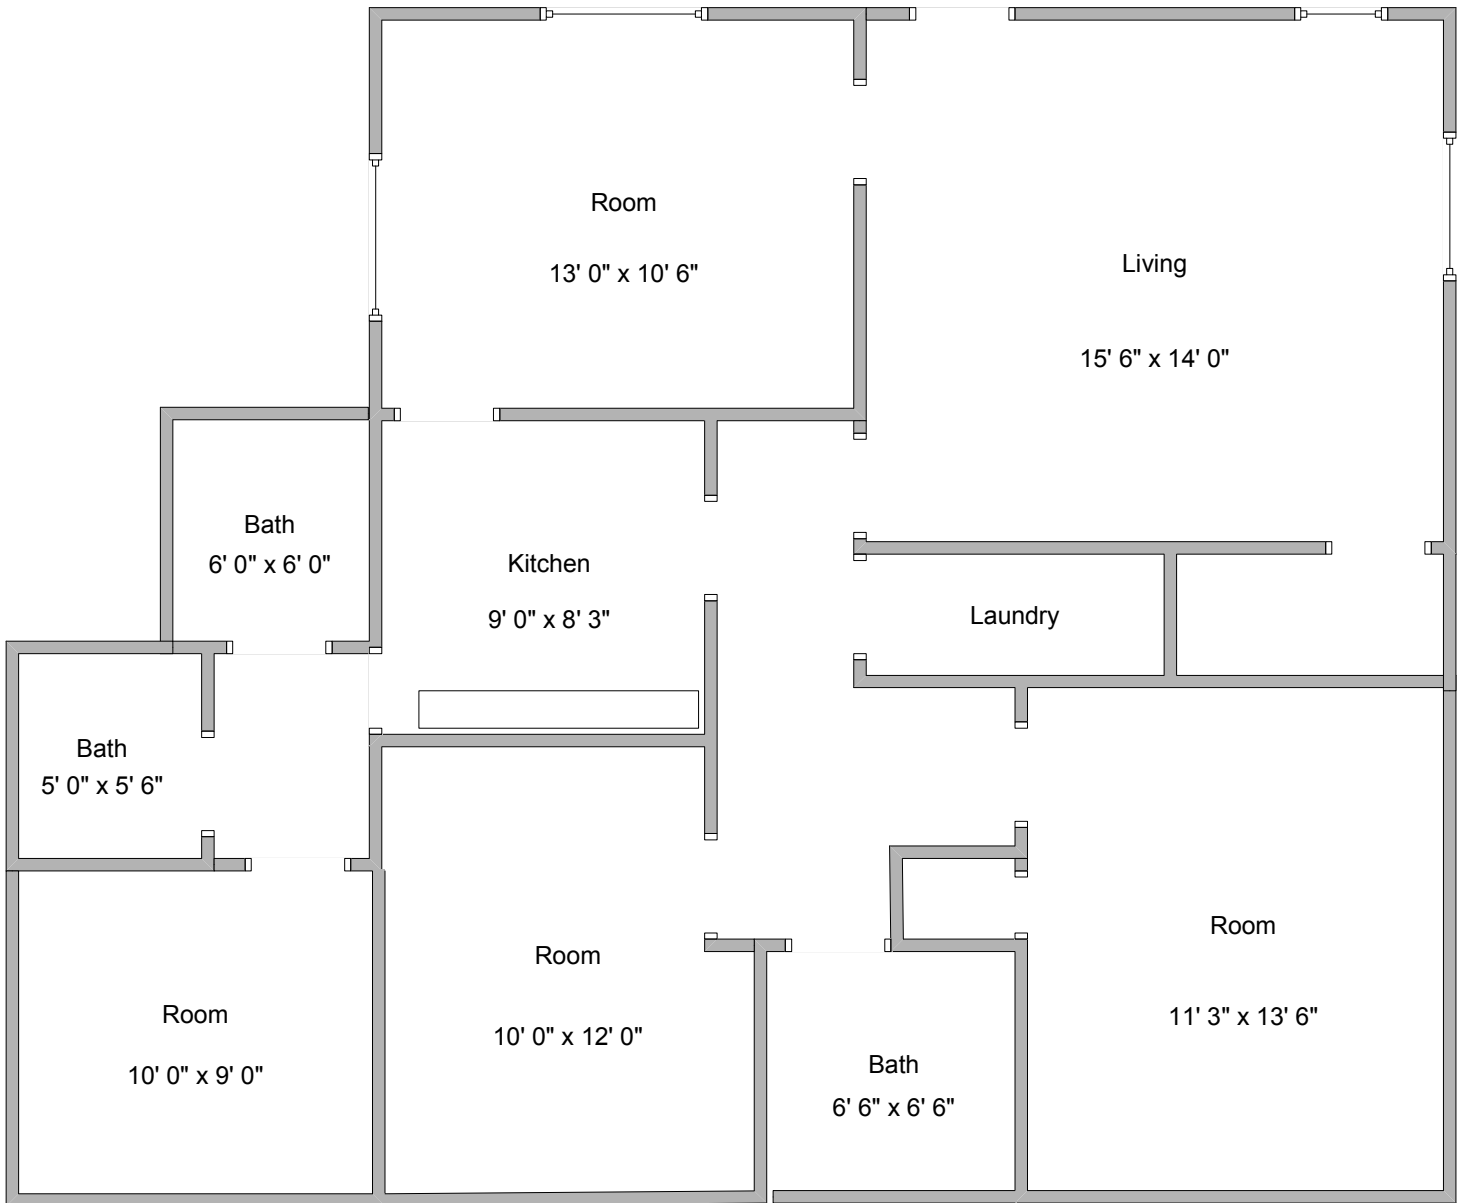 Room
13' 0" x 10' 6"
Living
15' 6" x 14' 0"
Bath
6' 0" x 6' 0"
Kitchen
9' 0" x 8' 3"
Laundry
Bath
5' 0" x 5' 6"
Room
10' 0" x 9' 0"
Room
10' 0" x 12' 0"
Bath
6' 6" x 6' 6"
Room
11' 3" x 13' 6"